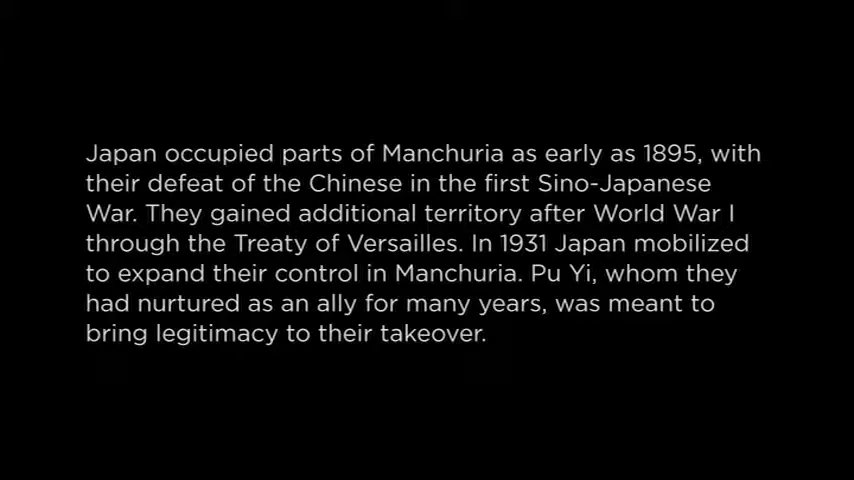 Japan occupied parts of Manchuria as early as 1895, with
their defeat of the Chinese in the first Sino-Japanese
War. They gained additional territory after World War I
through the Treaty of Versailles. In 1931 Japan mobilized
to expand their control in Manchuria. Pu Yi, whom they
had nurtured as an ally for many years, was meant to
bring legitimacy to their takeover.